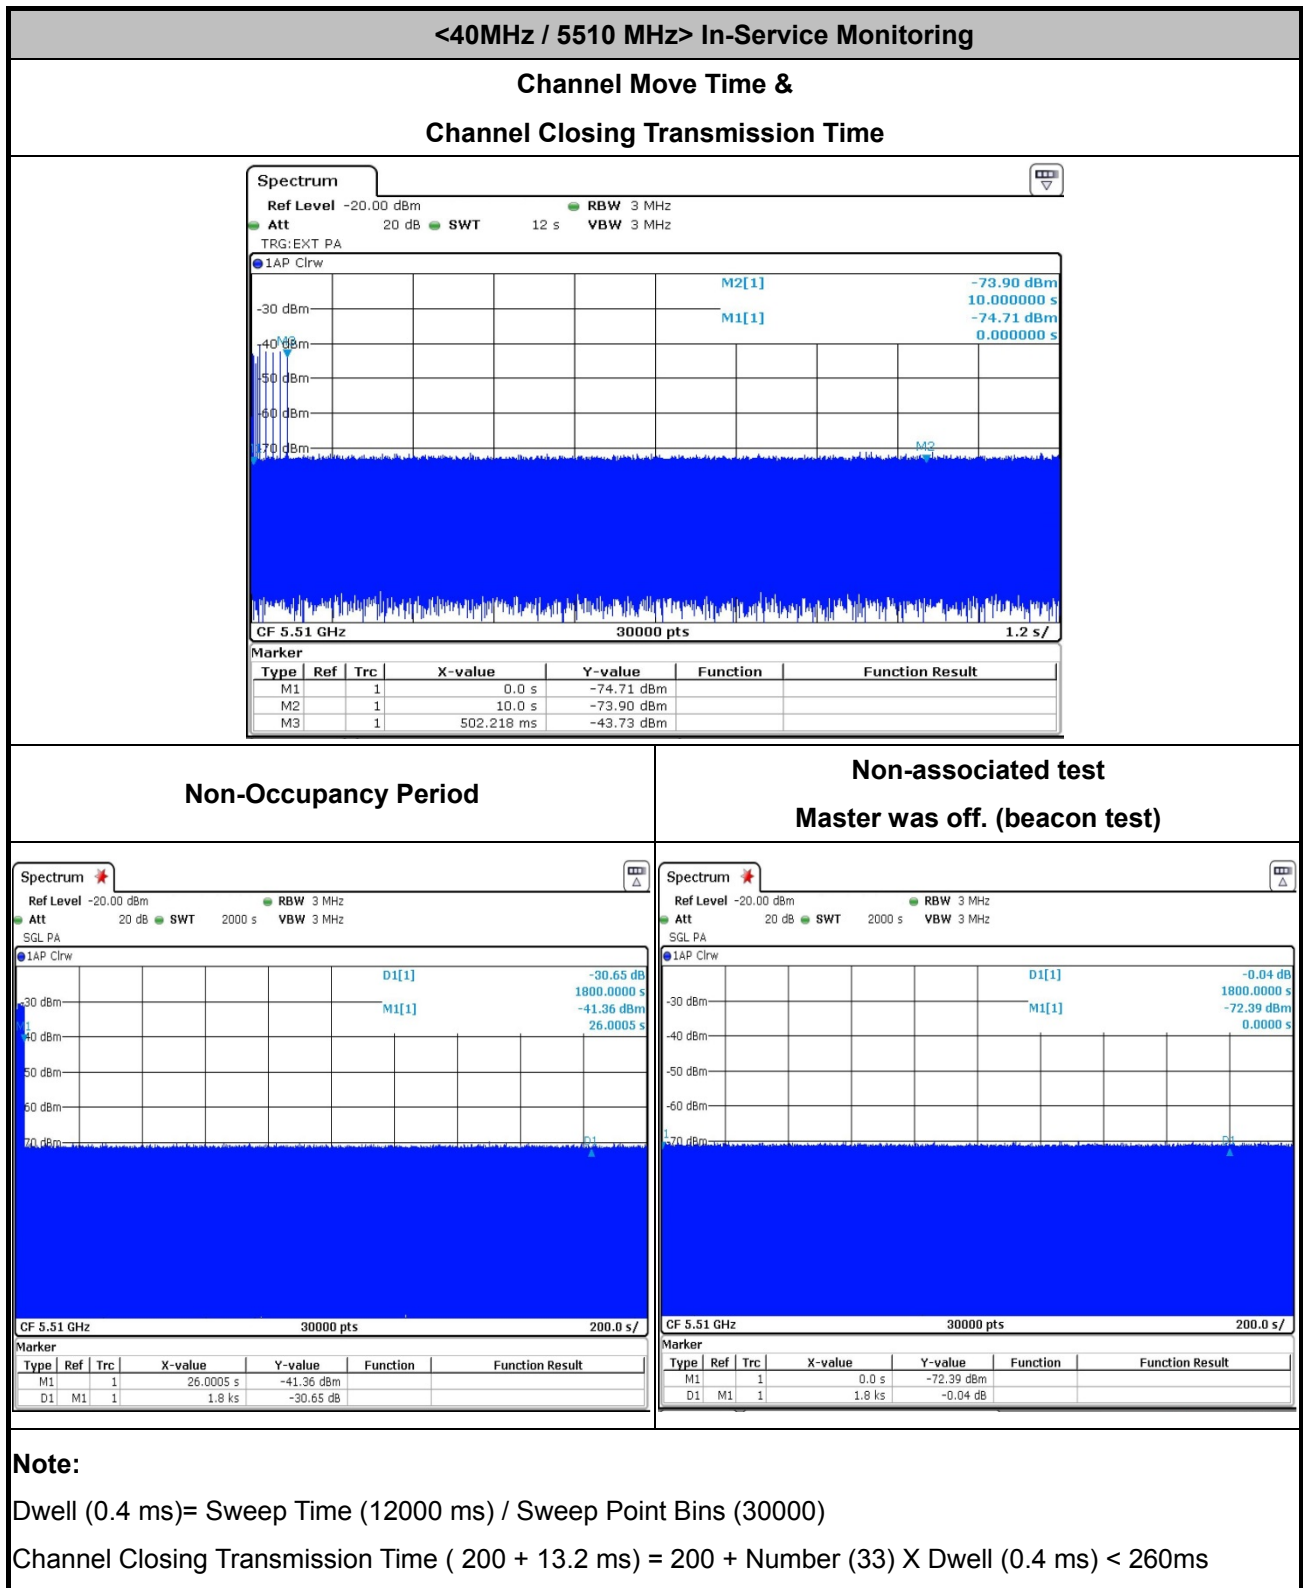 <40MHz / 5510 MHz> In-Service Monitoring
Channel Move Time &
Channel Closing Transmission Time
Spectrum
Ref Level -20.00 dBm RBW 3 MHz
Att 20 dB SWT 12 s VBW 3 MHz
TRG:EXT PA
1AP Clrw
M2[1] -73.90 dBm
10.000000 s
-30 dBm
M1[1] -74.71 dBm
0.000000 s
M3
-40 dBm
-50 dBm
-60 dBm
-70 dBm
M2
CF 5.51 GHz 30000 pts 1.2 s/
Marker
Type Ref Trc X-value Y-value Function Function Result
M1 1 0.0 s -74.71 dBm
M2 1 10.0 s -73.90 dBm
M3 1 502.218 ms -43.73 dBm
Non-Occupancy Period
Non-associated test
Master was off. (beacon test)
Spectrum
Ref Level -20.00 dBm RBW 3 MHz
Att 20 dB SWT 2000 s VBW 3 MHz
SGL PA
1AP Clrw
D1[1] -30.65 dB
1800.0000 s
-30 dBm
M1[1] -41.36 dBm
26.0005 s
M1
-40 dBm
-50 dBm
-60 dBm
-70 dBm
D1
CF 5.51 GHz 30000 pts 200.0 s/
Marker
Type Ref Trc X-value Y-value Function Function Result
M1 1 26.0005 s -41.36 dBm
D1 M1 1 1.8 ks -30.65 dB
Spectrum
Ref Level -20.00 dBm RBW 3 MHz
Att 20 dB SWT 2000 s VBW 3 MHz
SGL PA
1AP Clrw
D1[1] -0.04 dB
1800.0000 s
-30 dBm
M1[1] -72.39 dBm
0.0000 s
-40 dBm
-50 dBm
-60 dBm
-70 dBm
D1
CF 5.51 GHz 30000 pts 200.0 s/
Marker
Type Ref Trc X-value Y-value Function Function Result
M1 1 0.0 s -72.39 dBm
D1 M1 1 1.8 ks -0.04 dB
Note:
Dwell (0.4 ms)= Sweep Time (12000 ms) / Sweep Point Bins (30000)
Channel Closing Transmission Time ( 200 + 13.2 ms) = 200 + Number (33) X Dwell (0.4 ms) < 260ms